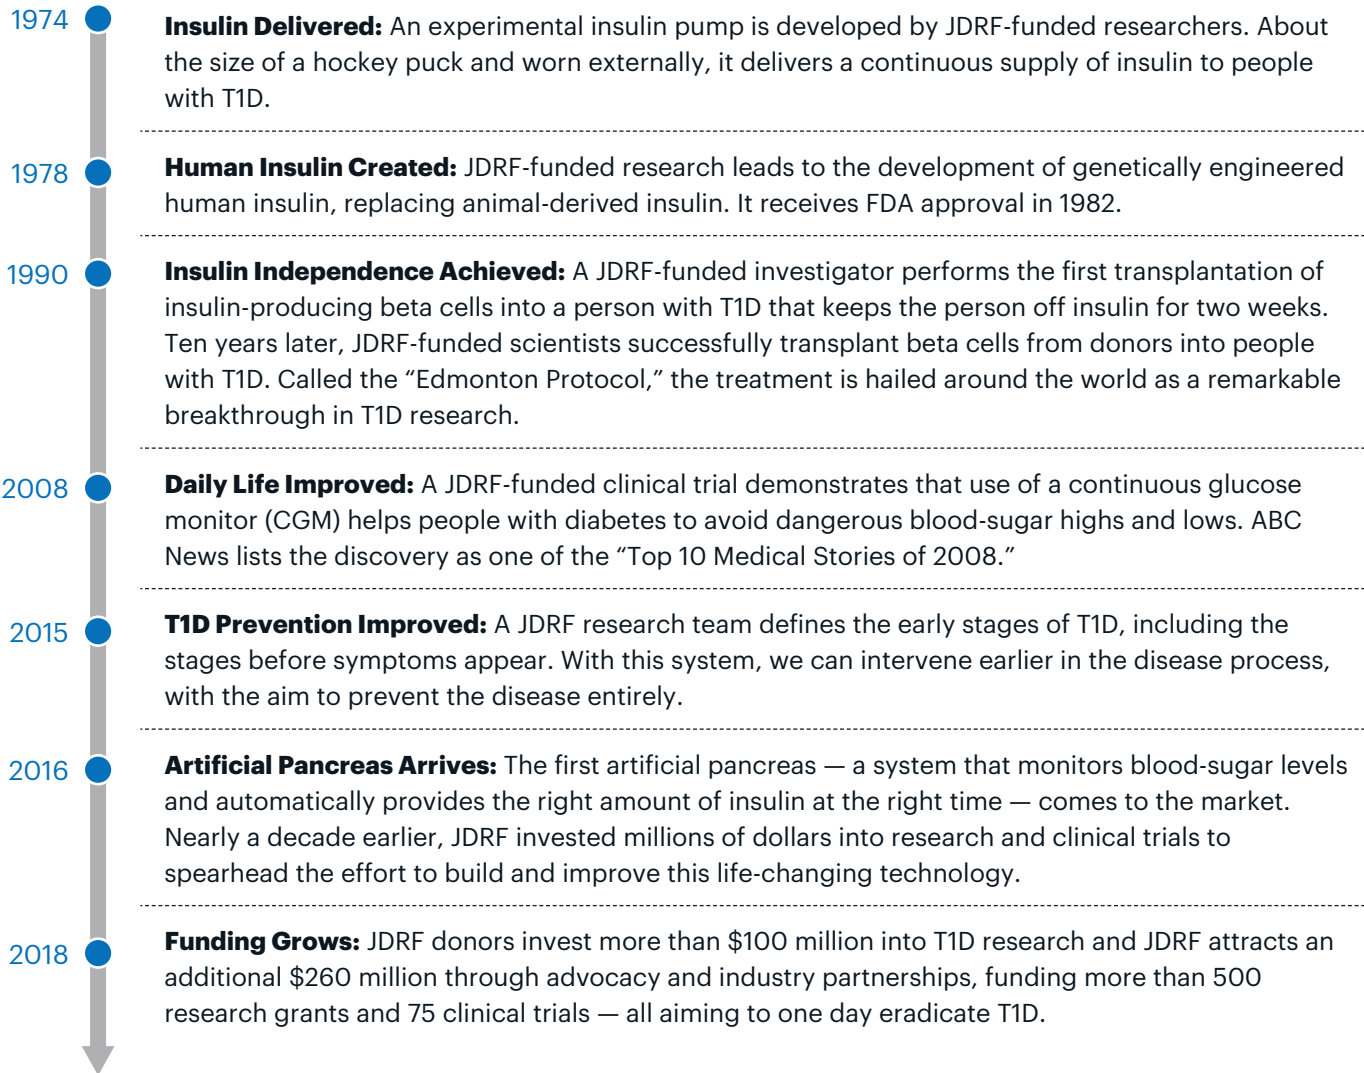 1974
Insulin Delivered: An experimental insulin pump is developed by JDRF-funded researchers. About
the size of a hockey puck and worn externally, it delivers a continuous supply of insulin to people
with T1D.
1978
Human Insulin Created: JDRF-funded research leads to the development of genetically engineered
human insulin, replacing animal-derived insulin. It receives FDA approval in 1982.
1990
Insulin Independence Achieved: A JDRF-funded investigator performs the first transplantation of
insulin-producing beta cells into a person with T1D that keeps the person off insulin for two weeks.
Ten years later, JDRF-funded scientists successfully transplant beta cells from donors into people
with T1D. Called the “Edmonton Protocol,” the treatment is hailed around the world as a remarkable
breakthrough in T1D research.
2008
Daily Life Improved: A JDRF-funded clinical trial demonstrates that use of a continuous glucose
monitor (CGM) helps people with diabetes to avoid dangerous blood-sugar highs and lows. ABC
News lists the discovery as one of the “Top 10 Medical Stories of 2008.”
2015
T1D Prevention Improved: A JDRF research team defines the early stages of T1D, including the
stages before symptoms appear. With this system, we can intervene earlier in the disease process,
with the aim to prevent the disease entirely.
2016
Artificial Pancreas Arrives: The first artificial pancreas — a system that monitors blood-sugar levels
and automatically provides the right amount of insulin at the right time — comes to the market.
Nearly a decade earlier, JDRF invested millions of dollars into research and clinical trials to
spearhead the effort to build and improve this life-changing technology.
2018
Funding Grows: JDRF donors invest more than $100 million into T1D research and JDRF attracts an
additional $260 million through advocacy and industry partnerships, funding more than 500
research grants and 75 clinical trials — all aiming to one day eradicate T1D.